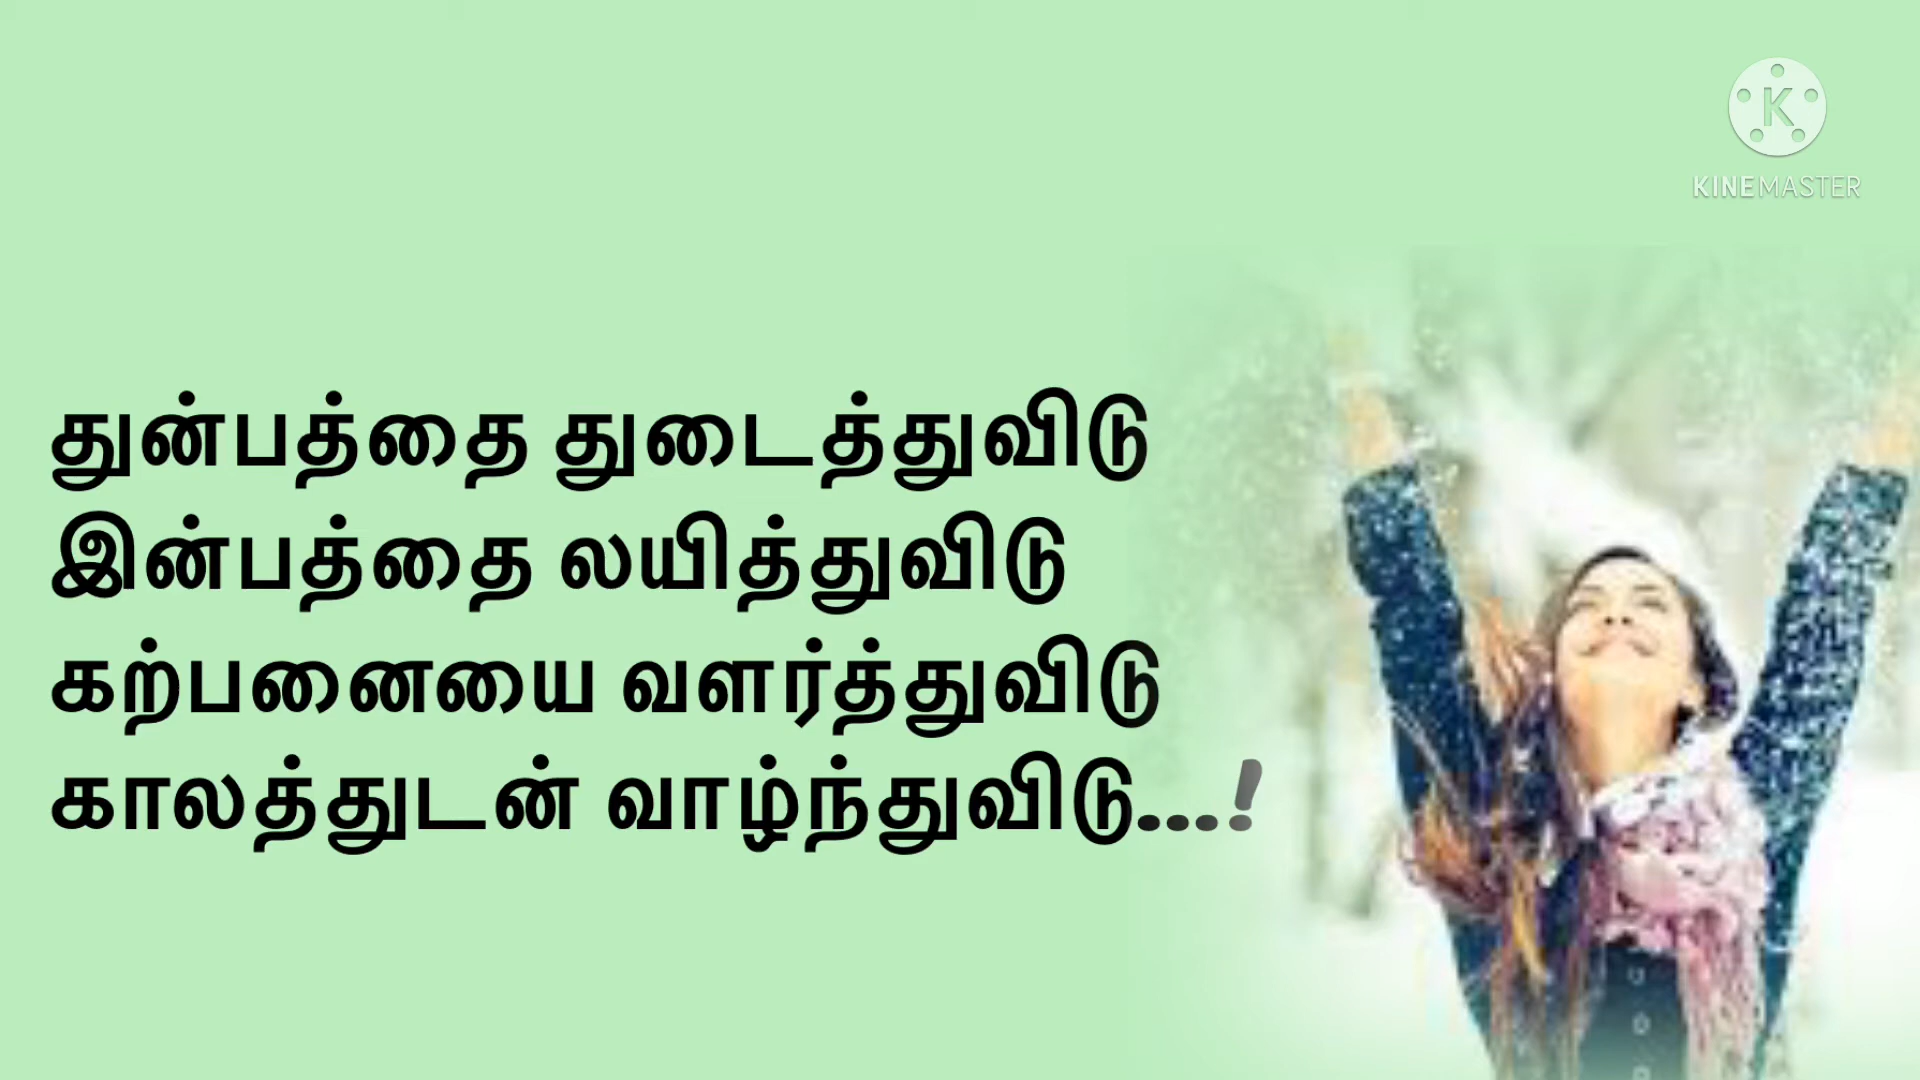 KINEMASTER
துன்பத்தை துடைத்துவிடு
இன்பத்தை லயித்துவிடு
கற்பனையை வளர்த்துவிடு
காலத்துடன் வாழ்ந்துவிடு...!